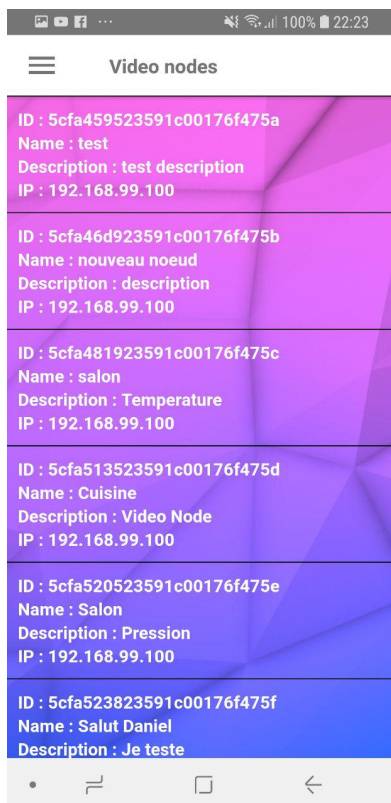 100% 22:23
Video nodes
ID : 5cfa459523591c00176f475a
Name : test
Description : test description
IP : 192.168.99.100
ID : 5cfa46d923591c00176f475b
Name : nouveau noeud
Description : description
IP : 192.168.99.100
ID : 5cfa481923591c00176f475c
Name : salon
Description : Temperature
IP : 192.168.99.100
ID : 5cfa513523591c00176f475d
Name : Cuisine
Description : Video Node
IP : 192.168.99.100
ID : 5cfa520523591c00176f475e
Name : Salon
Description : Pression
IP : 192.168.99.100
ID : 5cfa523823591c00176f475f
Name : Salut Daniel
Description : Je teste